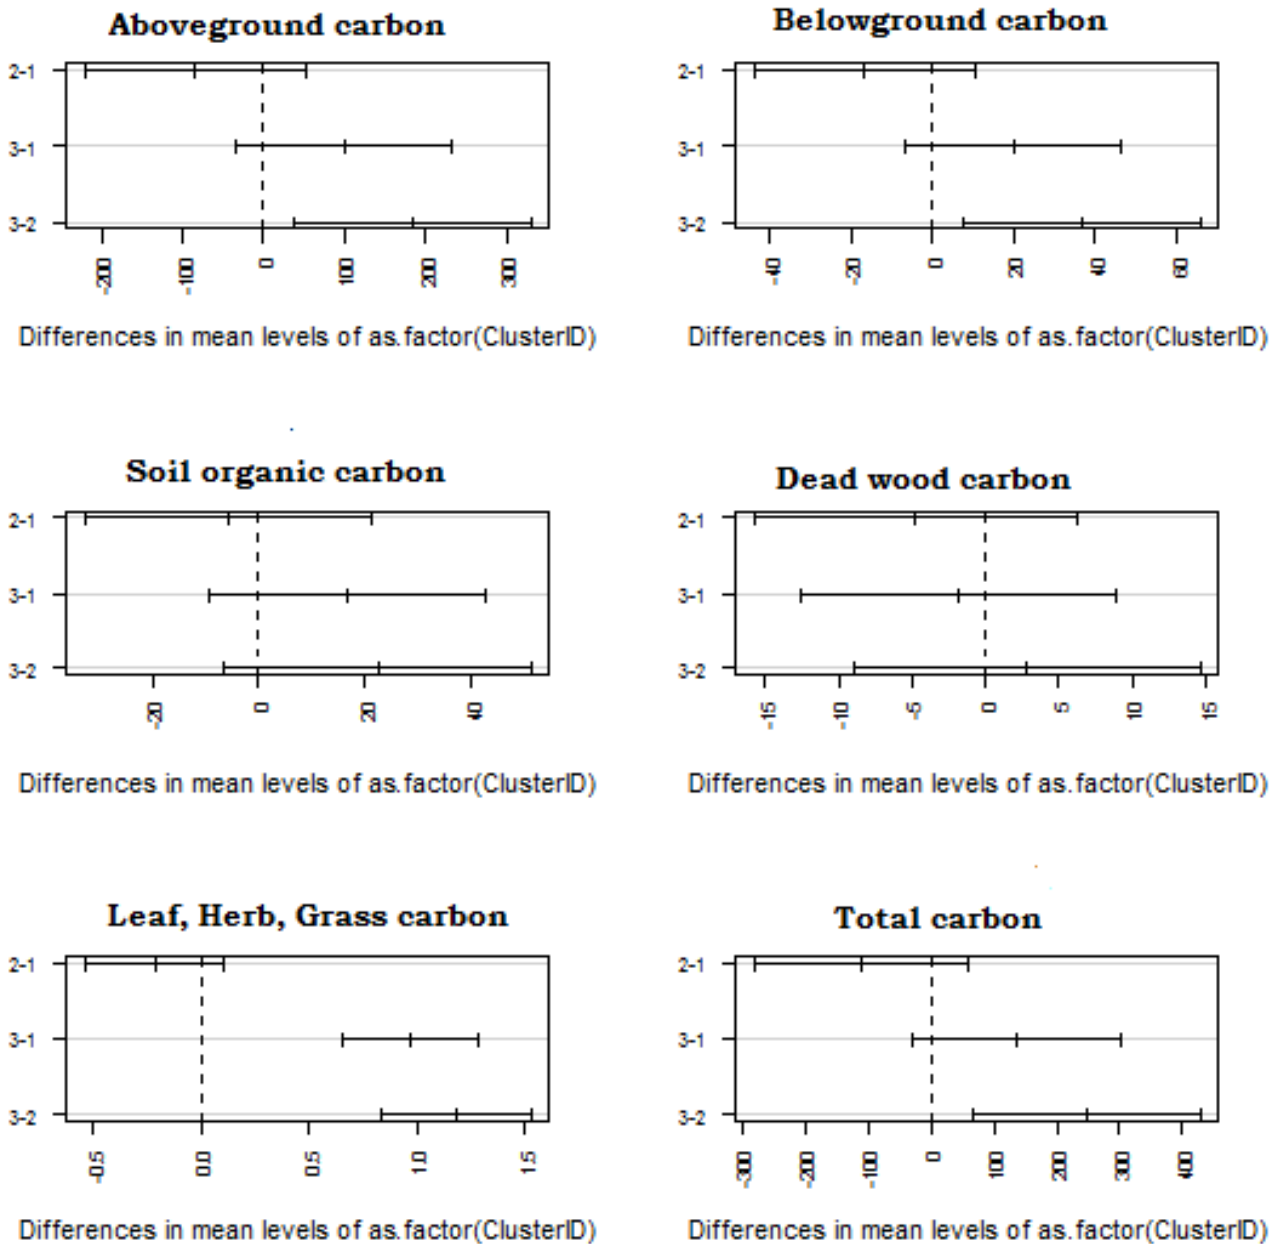 Aboveground carbon
2-1
3-1
3-2
-200 -100 0 100 200 300
Differences in mean levels of as.factor(ClusterID)
Belowground carbon
2-1
3-1
3-2
-40 -20 0 20 40 60
Differences in mean levels of as.factor(ClusterID)
Soil organic carbon
2-1
3-1
3-2
-20 0 20 40
Differences in mean levels of as.factor(ClusterID)
Dead wood carbon
2-1
3-1
3-2
-15 -10 -5 0 5 10 15
Differences in mean levels of as.factor(ClusterID)
Leaf, Herb, Grass carbon
2-1
3-1
3-2
-0.5 0.0 0.5 1.0 1.5
Differences in mean levels of as.factor(ClusterID)
Total carbon
2-1
3-1
3-2
-300 -200 -100 0 100 200 300 400
Differences in mean levels of as.factor(ClusterID)